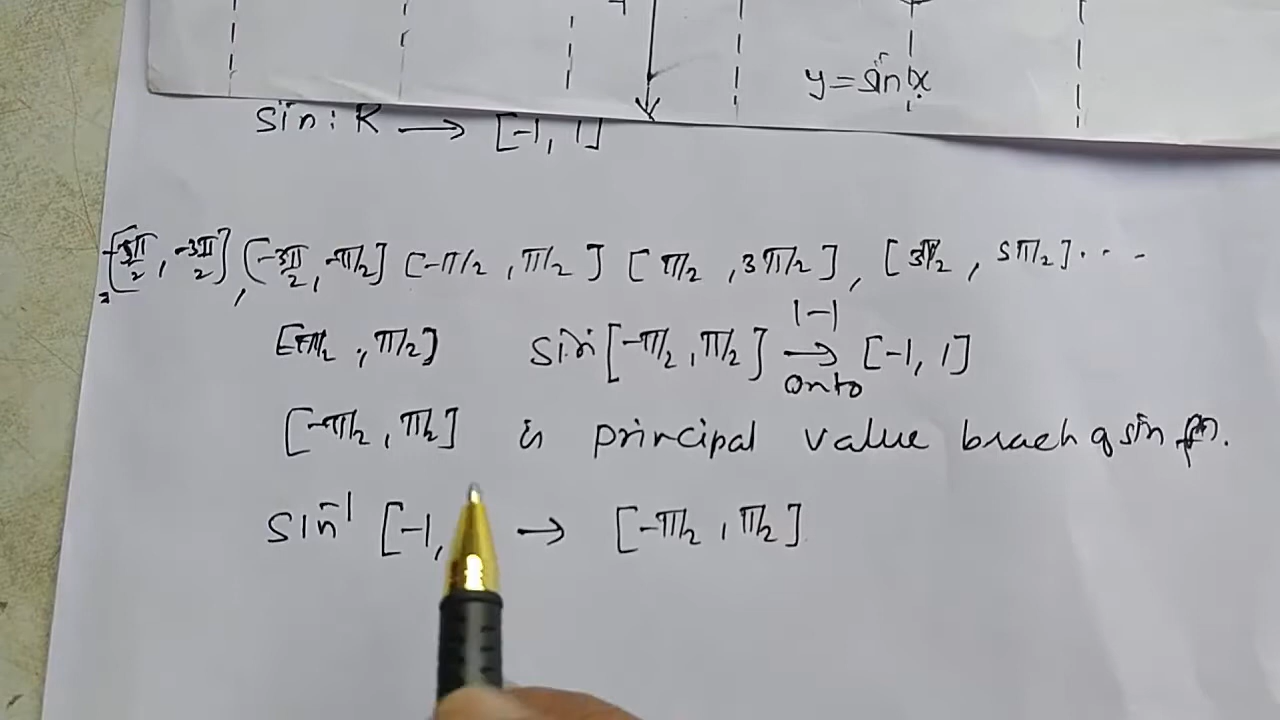 y = sin x
sin : R → [-1, 1]
[-5π/2, -3π/2], [-3π/2, -π/2] [-π/2, π/2] [π/2, 3π/2], [3π/2, 5π/2]...
[-π/2, π/2] sin [-π/2, π/2] 1-1 → onto [-1, 1]
[-π/2, π/2] is principal value brach of sin fn.
sin⁻¹ [-1, → [-π/2, π/2]